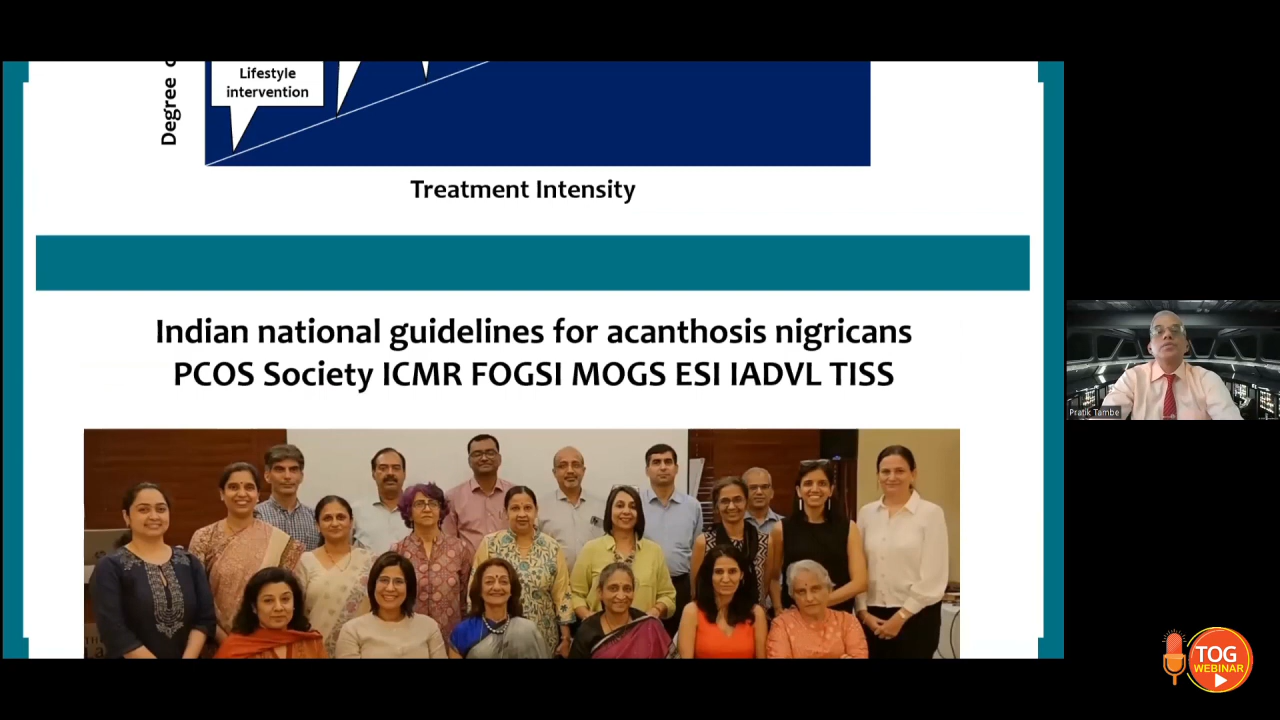 Degree
Lifestyle
intervention
Treatment Intensity
Indian national guidelines for acanthosis nigricans
PCOS Society ICMR FOGSI MOGS ESI IADVL TISS
Pratik Tambe
TOG
WEBINAR